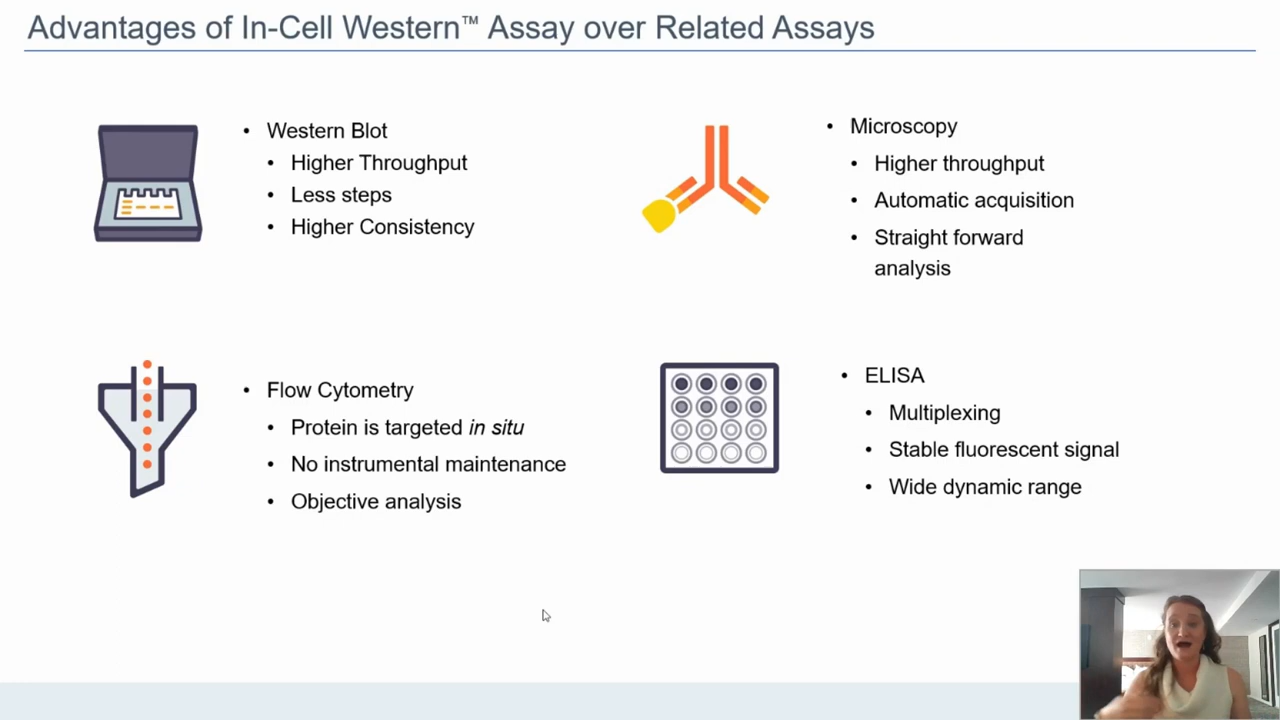 Advantages of In-Cell Western™ Assay over Related Assays
• Western Blot
• Higher Throughput
• Less steps
• Higher Consistency
• Microscopy
• Higher throughput
• Automatic acquisition
• Straight forward
analysis
• Flow Cytometry
• Protein is targeted in situ
• No instrumental maintenance
• Objective analysis
• ELISA
• Multiplexing
• Stable fluorescent signal
• Wide dynamic range